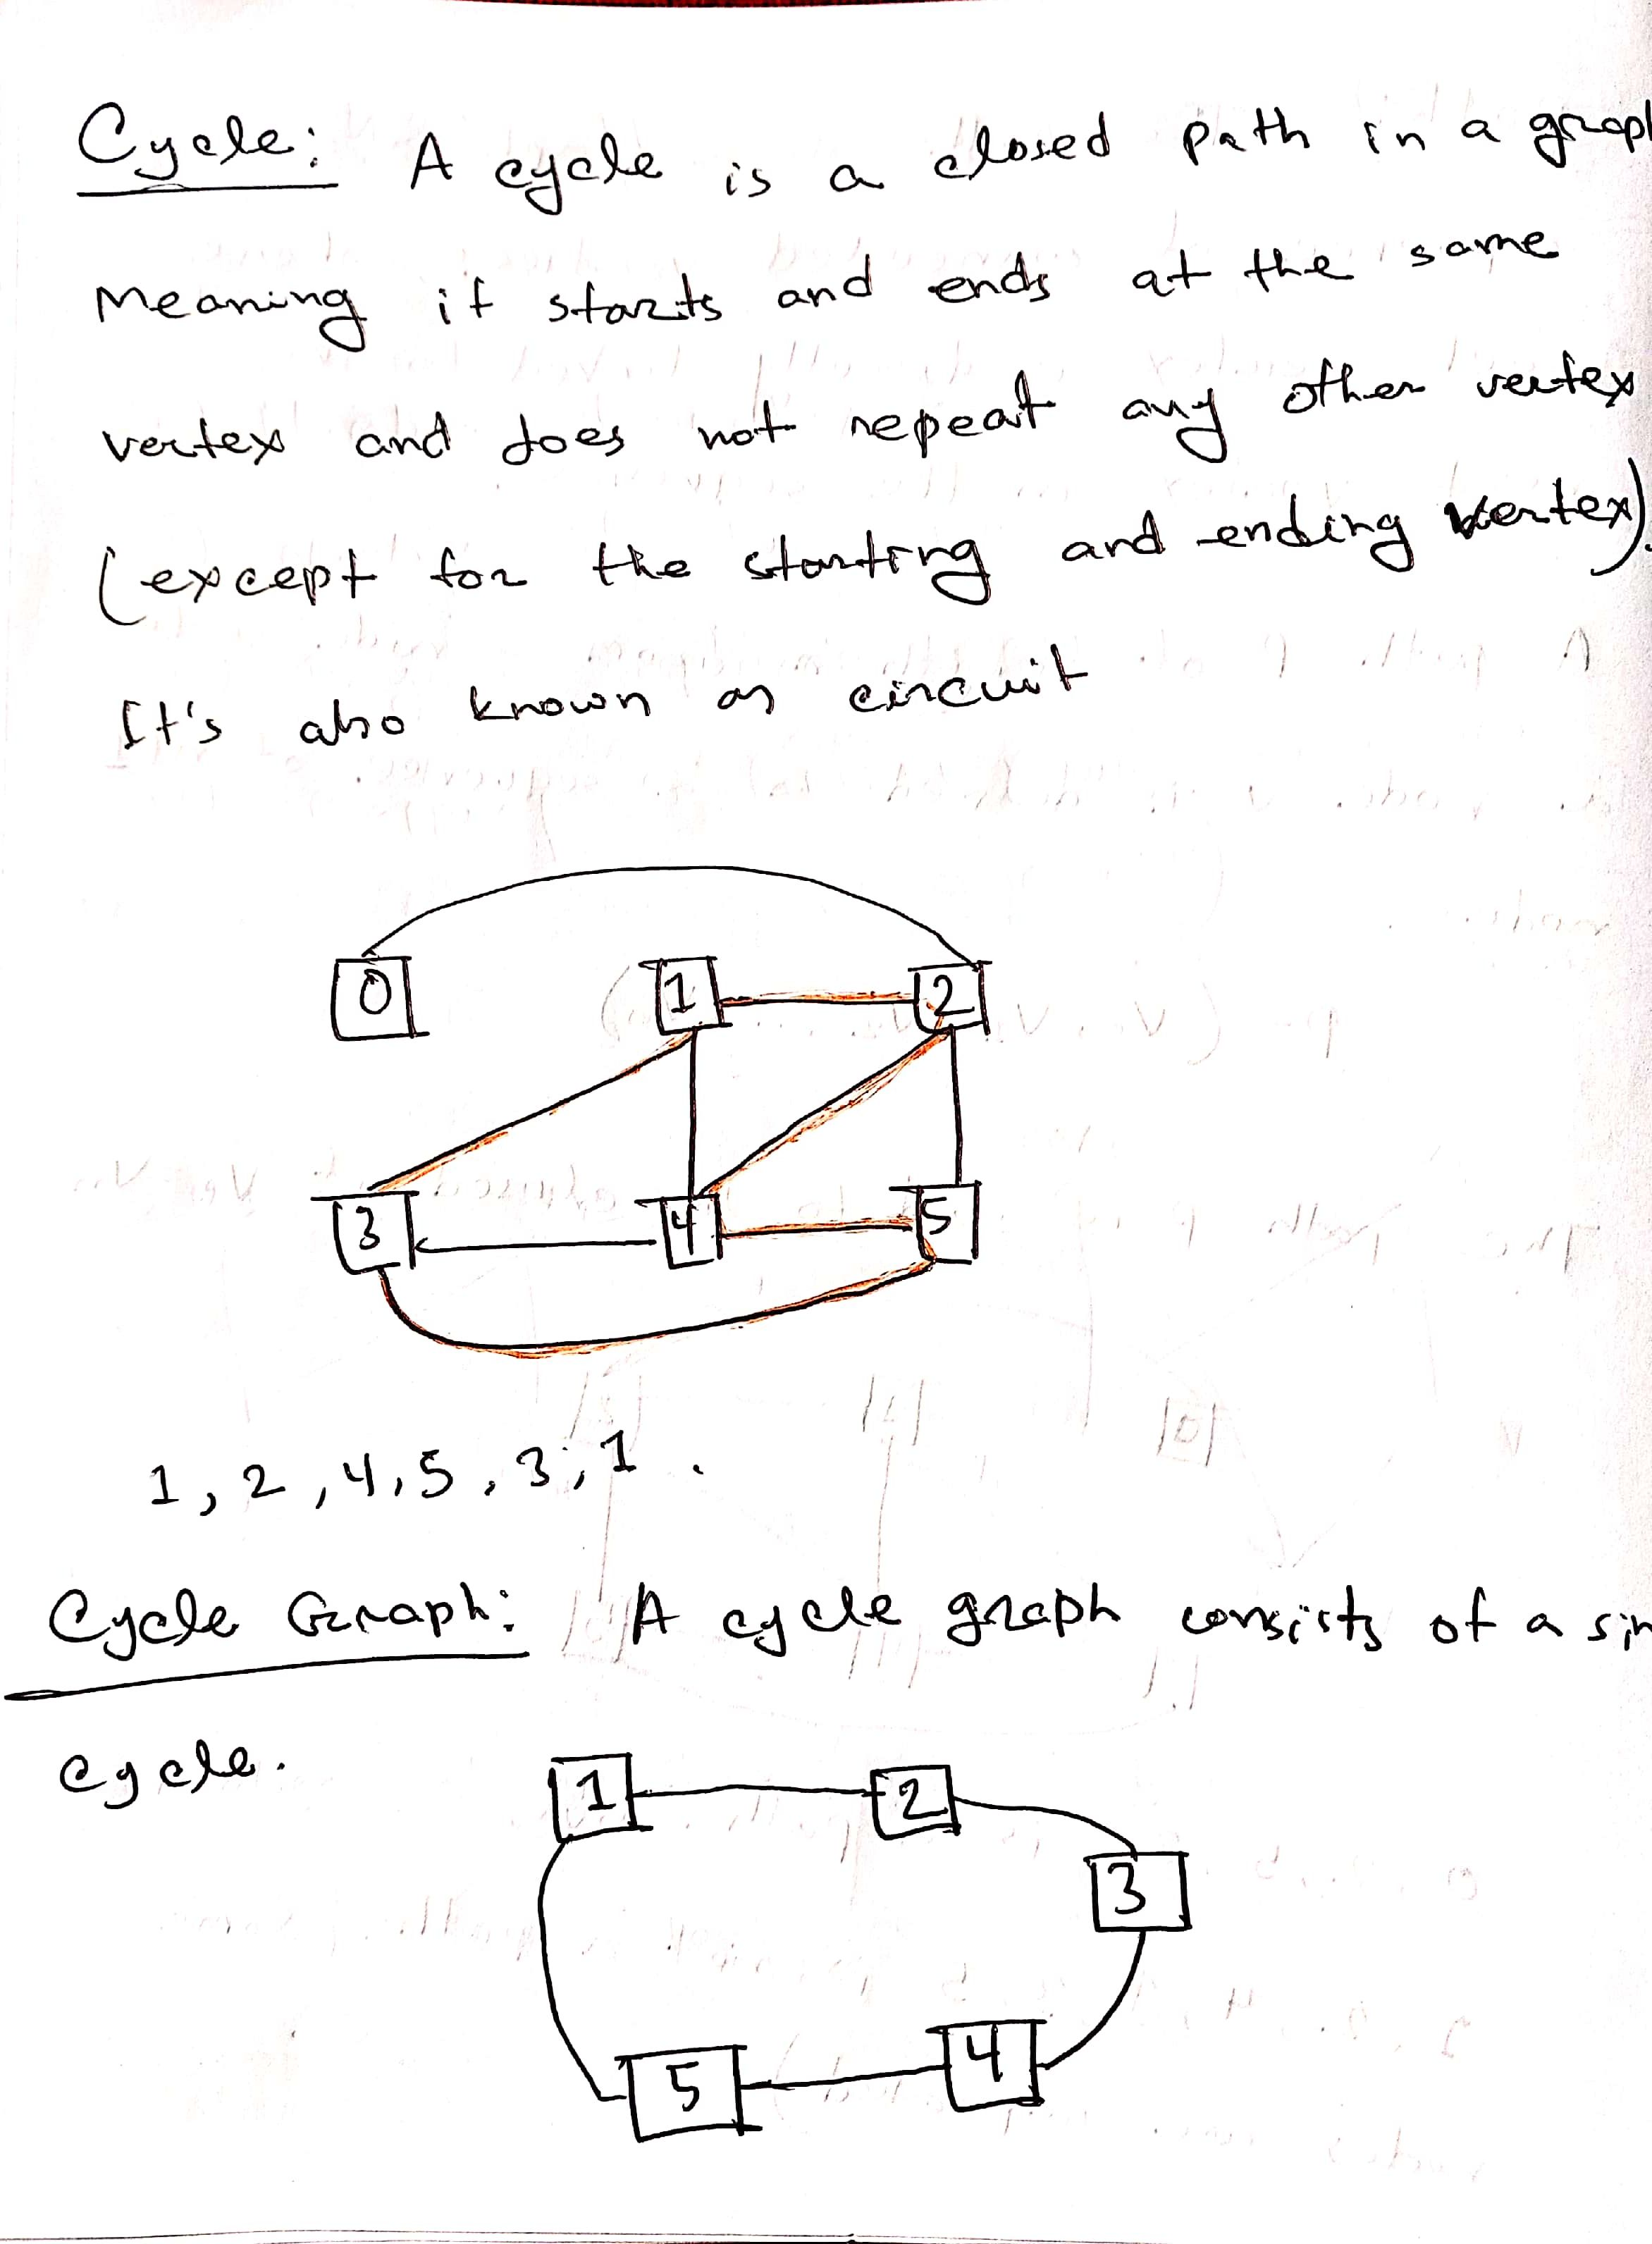 Cycle: A cycle is a closed path in a graph
Meaning it starts and ends at the same
vertex and does not repeat any other vertex
(except for the starting and ending vertex).
It's also known as circuit
0 1 2
3 4 5
1, 2, 4, 5, 3, 1.
Cycle Graph: A cycle graph consists of a sin
cycle.
1 2
3
4
5